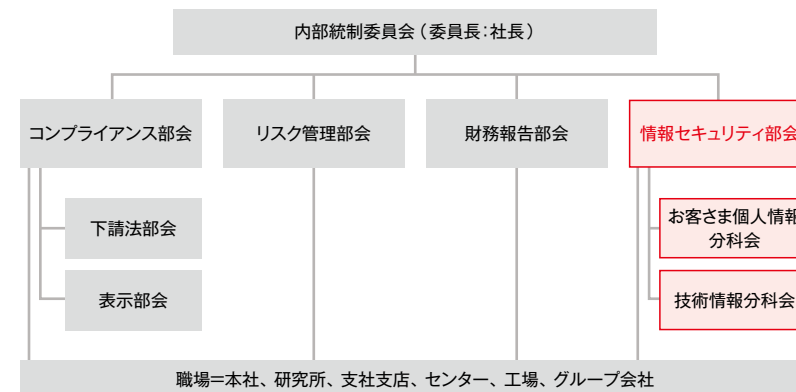 内部統制委員会（委員長：社長）
コンプライアンス部会
リスク管理部会
財務報告部会
情報セキュリティ部会
下請法部会
お客さま個人情報
分科会
表示部会
技術情報分科会
職場＝本社、研究所、支社支店、センター、工場、グループ会社